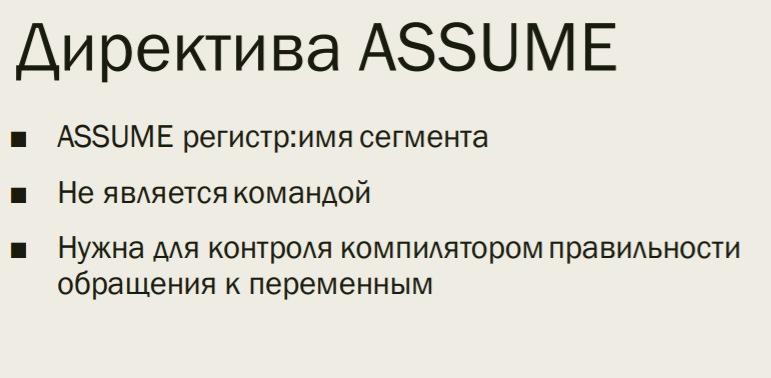 Директива ASSUME
■ ASSUME регистр:имя сегмента
■ Не является командой
■ Нужна для контроля компилятором правильности
обращения к переменным